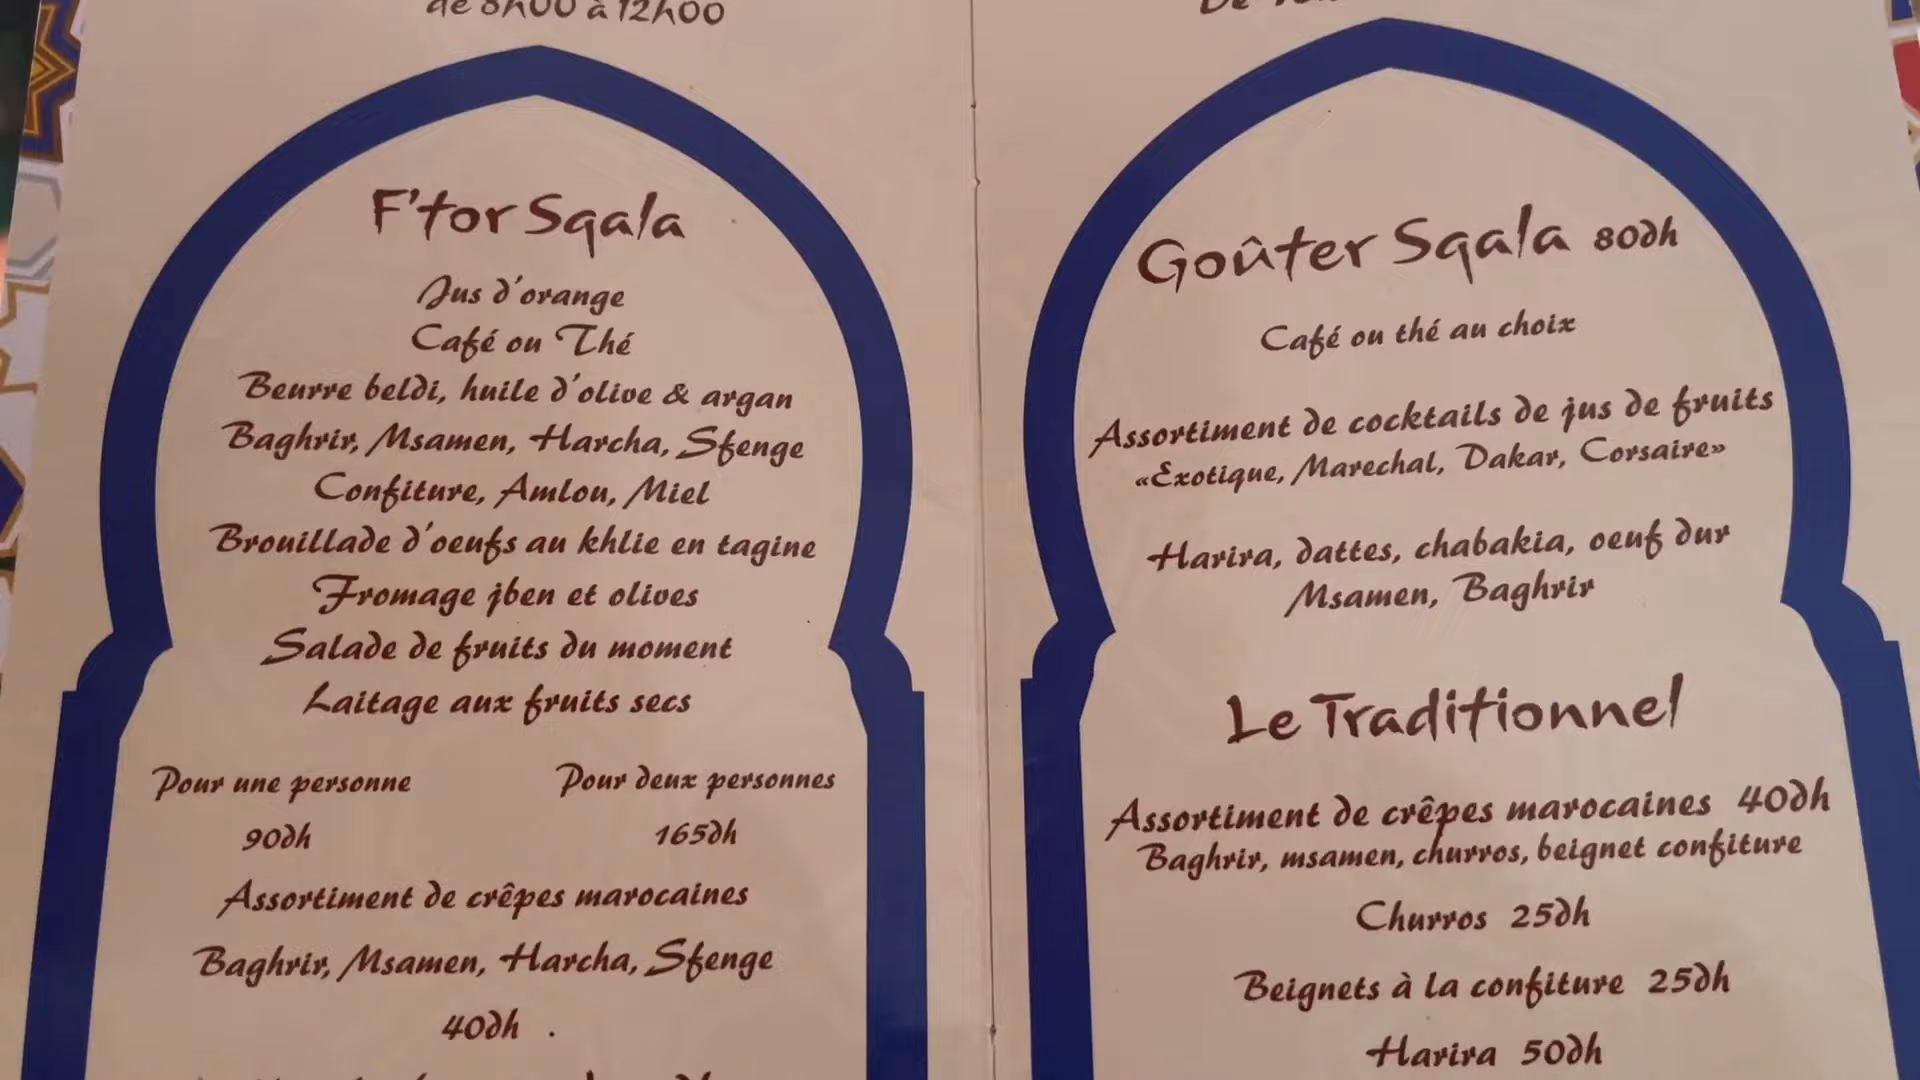 de 8h00 à 12h00
F'tor Sqala
Jus d'orange
Café ou Thé
Beurre beldi, huile d'olive & argan
Baghrir, Msamen, Harcha, Sfenge
Confiture, Amlou, Miel
Brouillade d'oeufs au khlie en tagine
Fromage jben et olives
Salade de fruits du moment
Laitage aux fruits secs
Pour une personne Pour deux personnes
90dh 165dh
Assortiment de crêpes marocaines
Baghrir, Msamen, Harcha, Sfenge
40dh .
De
Goûter Sqala 80dh
Café ou thé au choix
Assortiment de cocktails de jus de fruits
«Exotique, Marechal, Dakar, Corsaire»
Harira, dattes, chabakia, oeuf dur
Msamen, Baghrir
Le Traditionnel
Assortiment de crêpes marocaines 40dh
Baghrir, msamen, churros, beignet confiture
Churros 25dh
Beignets à la confiture 25dh
Harira 50dh